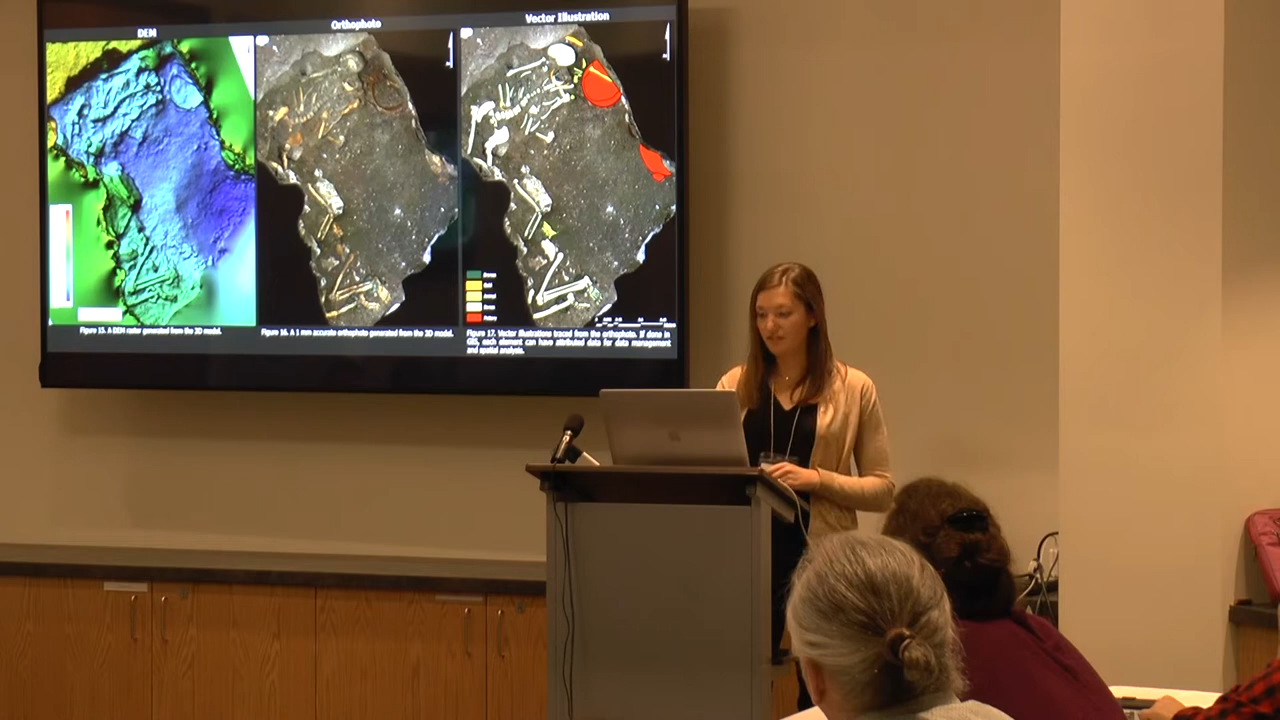 DEM
Orthophoto
Vector Illustration
Figure 15. A DEM raster generated from the 3D model.
Figure 16. A 1 mm accurate orthophoto generated from the 3D model.
Figure 17. Vector illustrations traced from the orthophoto. If done in
GIS, each element can have attributed data for data management
and spatial analysis.